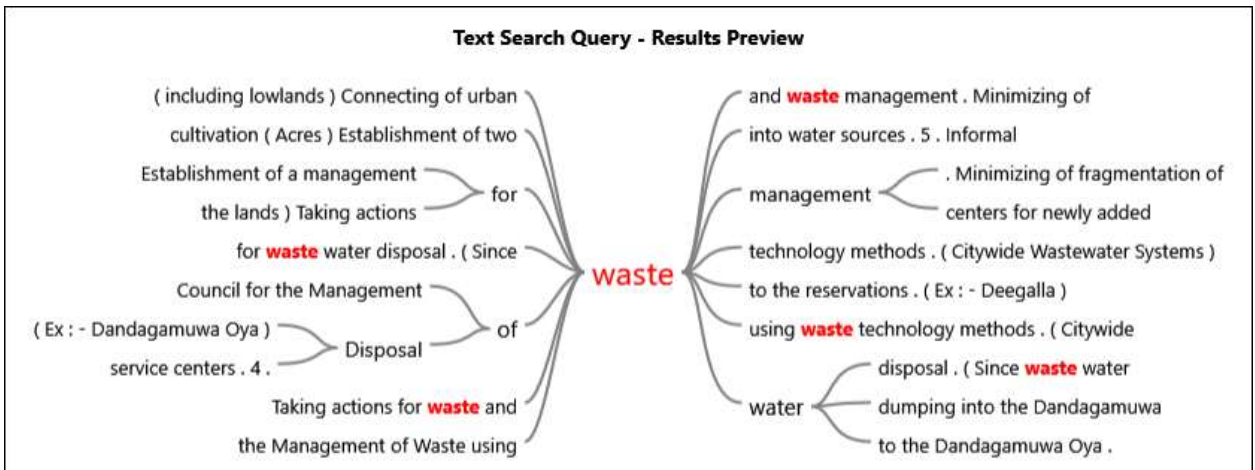 Text Search Query - Results Preview
( including lowlands ) Connecting of urban
cultivation ( Acres ) Establishment of two
Establishment of a management
the lands ) Taking actions
for
for waste water disposal . ( Since
Council for the Management
( Ex : - Dandagamuwa Oya )
service centers . 4 .
Disposal
of
Taking actions for waste and
the Management of Waste using
waste
and waste management . Minimizing of
into water sources . 5 . Informal
management
. Minimizing of fragmentation of
centers for newly added
technology methods . ( Citywide Wastewater Systems )
to the reservations . ( Ex : - Deegalla )
using waste technology methods . ( Citywide
water
disposal . ( Since waste water
dumping into the Dandagamuwa
to the Dandagamuwa Oya .